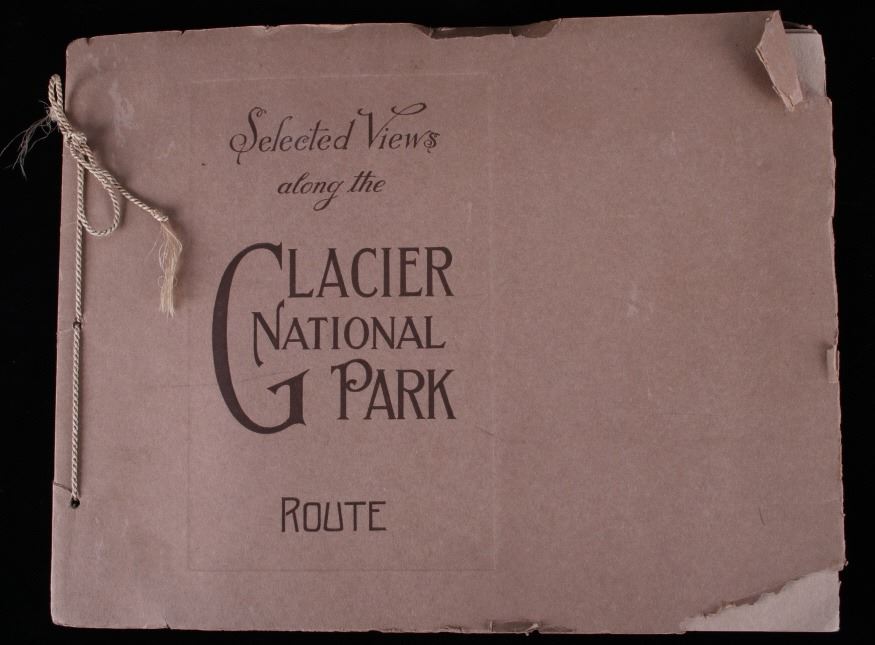 Selected Views
along the
GLACIER
NATIONAL
PARK
ROUTE